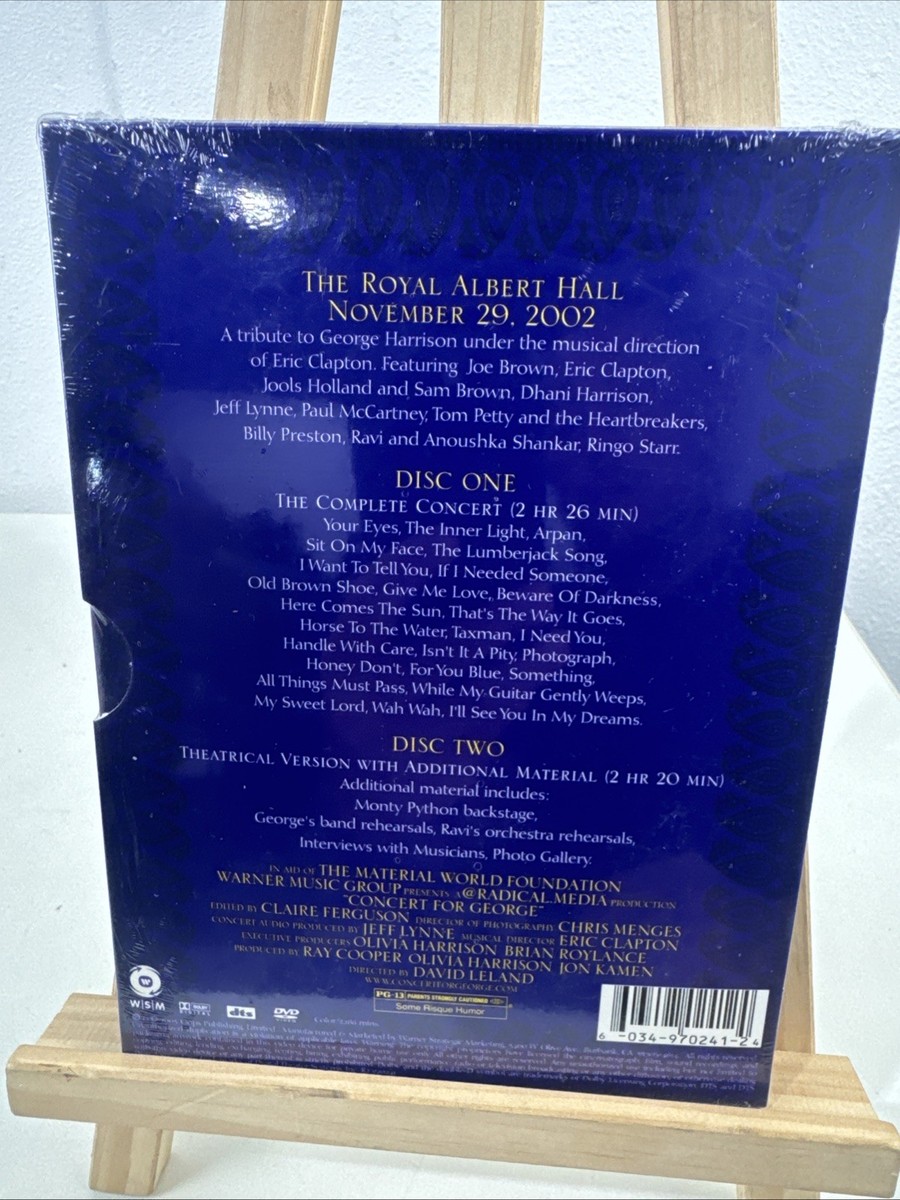 THE ROYAL ALBERT HALL
NOVEMBER 29, 2002
A tribute to George Harrison under the musical direction
of Eric Clapton. Featuring Joe Brown, Eric Clapton,
Jools Holland and Sam Brown, Dhani Harrison,
Jeff Lynne, Paul McCartney, Tom Petty and the Heartbreakers,
Billy Preston, Ravi and Anoushka Shankar, Ringo Starr.
DISC ONE
THE COMPLETE CONCERT (2 HR 26 MIN)
Your Eyes, The Inner Light, Arpan,
Sit On My Face, The Lumberjack Song,
I Want To Tell You, If I Needed Someone,
Old Brown Shoe, Give Me Love, Beware Of Darkness,
Here Comes The Sun, That's The Way It Goes,
Horse To The Water, Taxman, I Need You,
Handle With Care, Isn't It A Pity, Photograph,
Honey Don't, For You Blue, Something,
All Things Must Pass, While My Guitar Gently Weeps,
My Sweet Lord, Wah Wah, I'll See You In My Dreams.
DISC TWO
THEATRICAL VERSION WITH ADDITIONAL MATERIAL (2 HR 20 MIN)
Additional material includes:
Monty Python backstage,
George's band rehearsals, Ravi's orchestra rehearsals,
Interviews with Musicians, Photo Gallery.
IN AID OF THE MATERIAL WORLD FOUNDATION
WARNER MUSIC GROUP PRESENTS A @RADICAL.MEDIA PRODUCTION
"CONCERT FOR GEORGE"
EDITED BY CLAIRE FERGUSON DIRECTOR OF PHOTOGRAPHY CHRIS MENGES
CONCERT AUDIO PRODUCED BY JEFF LYNNE MUSICAL DIRECTOR ERIC CLAPTON
EXECUTIVE PRODUCERS OLIVIA HARRISON BRIAN ROYLANCE
PRODUCED BY RAY COOPER OLIVIA HARRISON JON KAMEN
DIRECTED BY DAVID LELAND
WWW.CONCERTFORGEORGE.COM
PG-13 PARENTS STRONGLY CAUTIONED
Some Risque Humor
W
WSM
DOLBY DIGITAL
dts
DVD
VIDEO
6 -034-970241-2 4